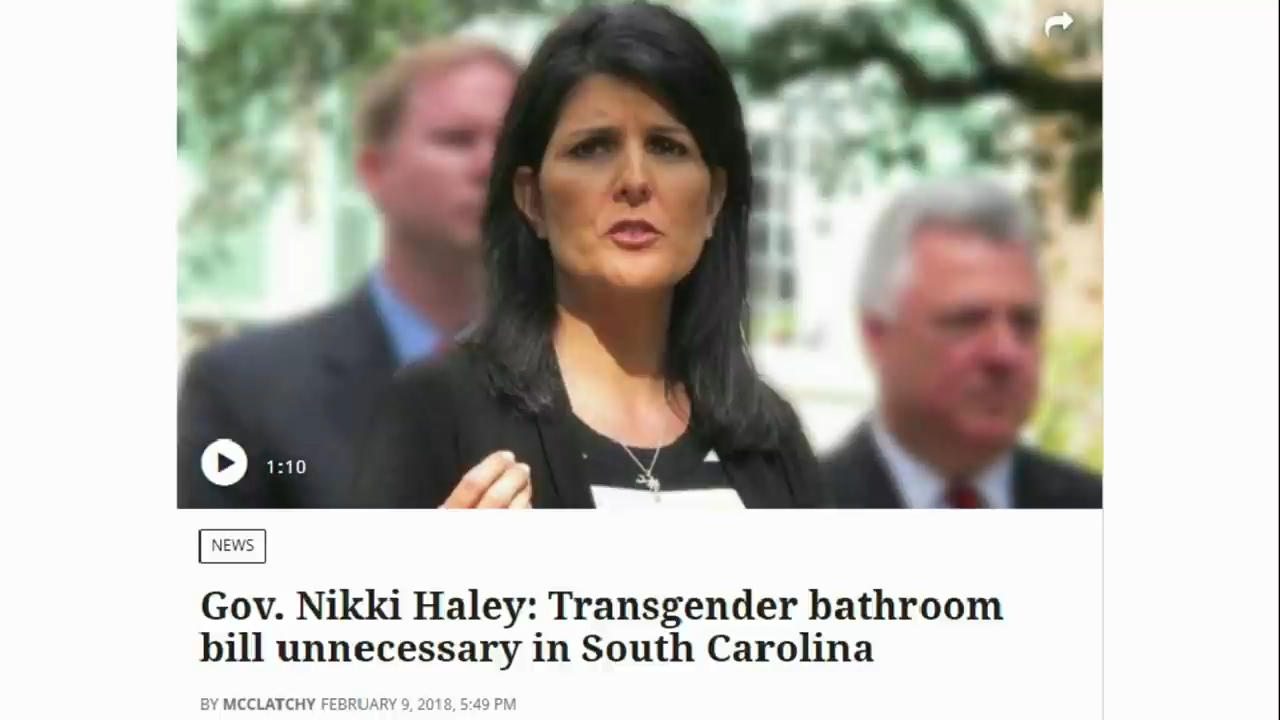 1:10
NEWS
Gov. Nikki Haley: Transgender bathroom
bill unnecessary in South Carolina
BY MCCLATCHY FEBRUARY 9, 2018, 5:49 PM